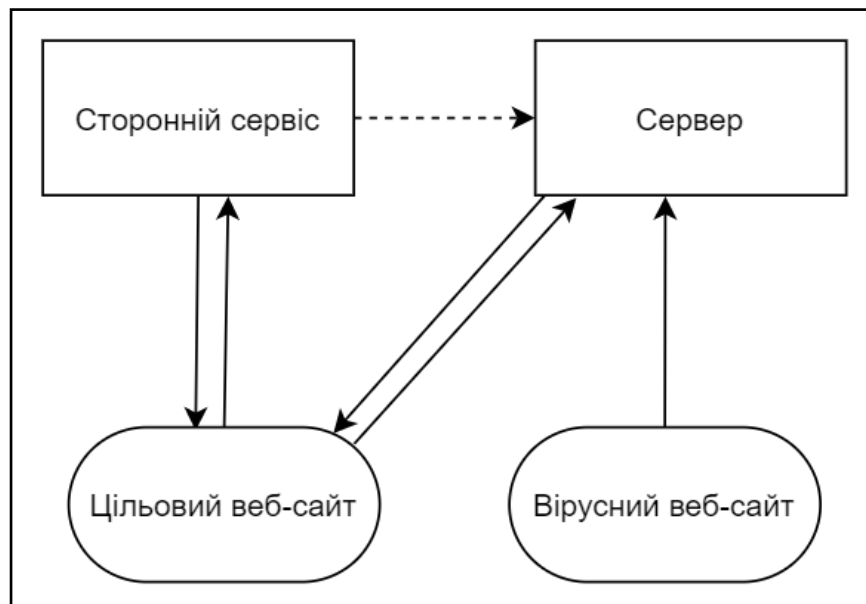 Сторонній сервіс
Сервер
Цільовий веб-сайт
Вірусний веб-сайт